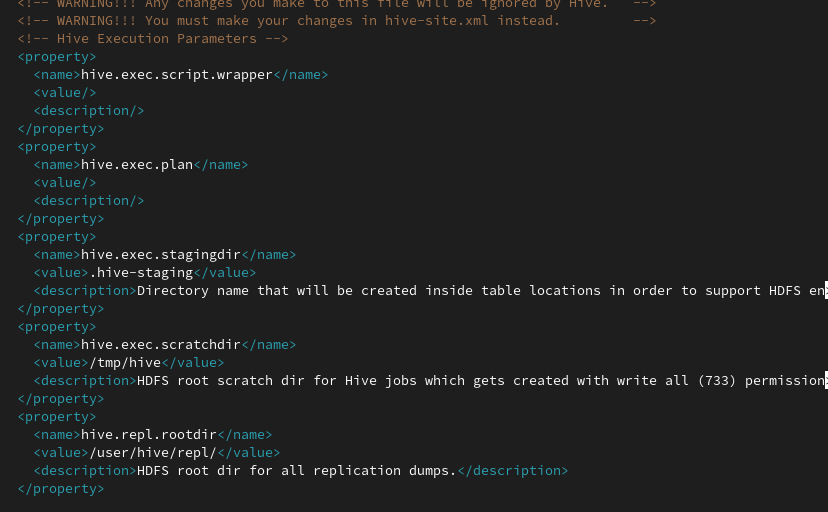 <!-- WARNING!!! Any changes you make to this file will be ignored by Hive.   -->
<!-- WARNING!!! You must make your changes in hive-site.xml instead.         -->
<!-- Hive Execution Parameters -->
<property>
  <name>hive.exec.script.wrapper</name>
  <value/>
  <description/>
</property>
<property>
  <name>hive.exec.plan</name>
  <value/>
  <description/>
</property>
<property>
  <name>hive.exec.stagingdir</name>
  <value>.hive-staging</value>
  <description>Directory name that will be created inside table locations in order to support HDFS en
</property>
<property>
  <name>hive.exec.scratchdir</name>
  <value>/tmp/hive</value>
  <description>HDFS root scratch dir for Hive jobs which gets created with write all (733) permission
</property>
<property>
  <name>hive.repl.rootdir</name>
  <value>/user/hive/repl/</value>
  <description>HDFS root dir for all replication dumps.</description>
</property>